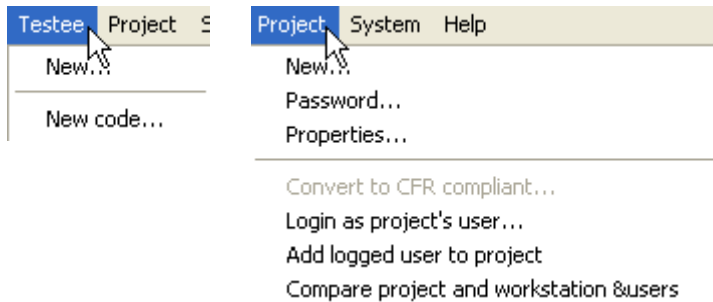 Testee Project
New...
New code...
Project System Help
New...
Password...
Properties...
Convert to CFR compliant...
Login as project's user...
Add logged user to project
Compare project and workstation &users